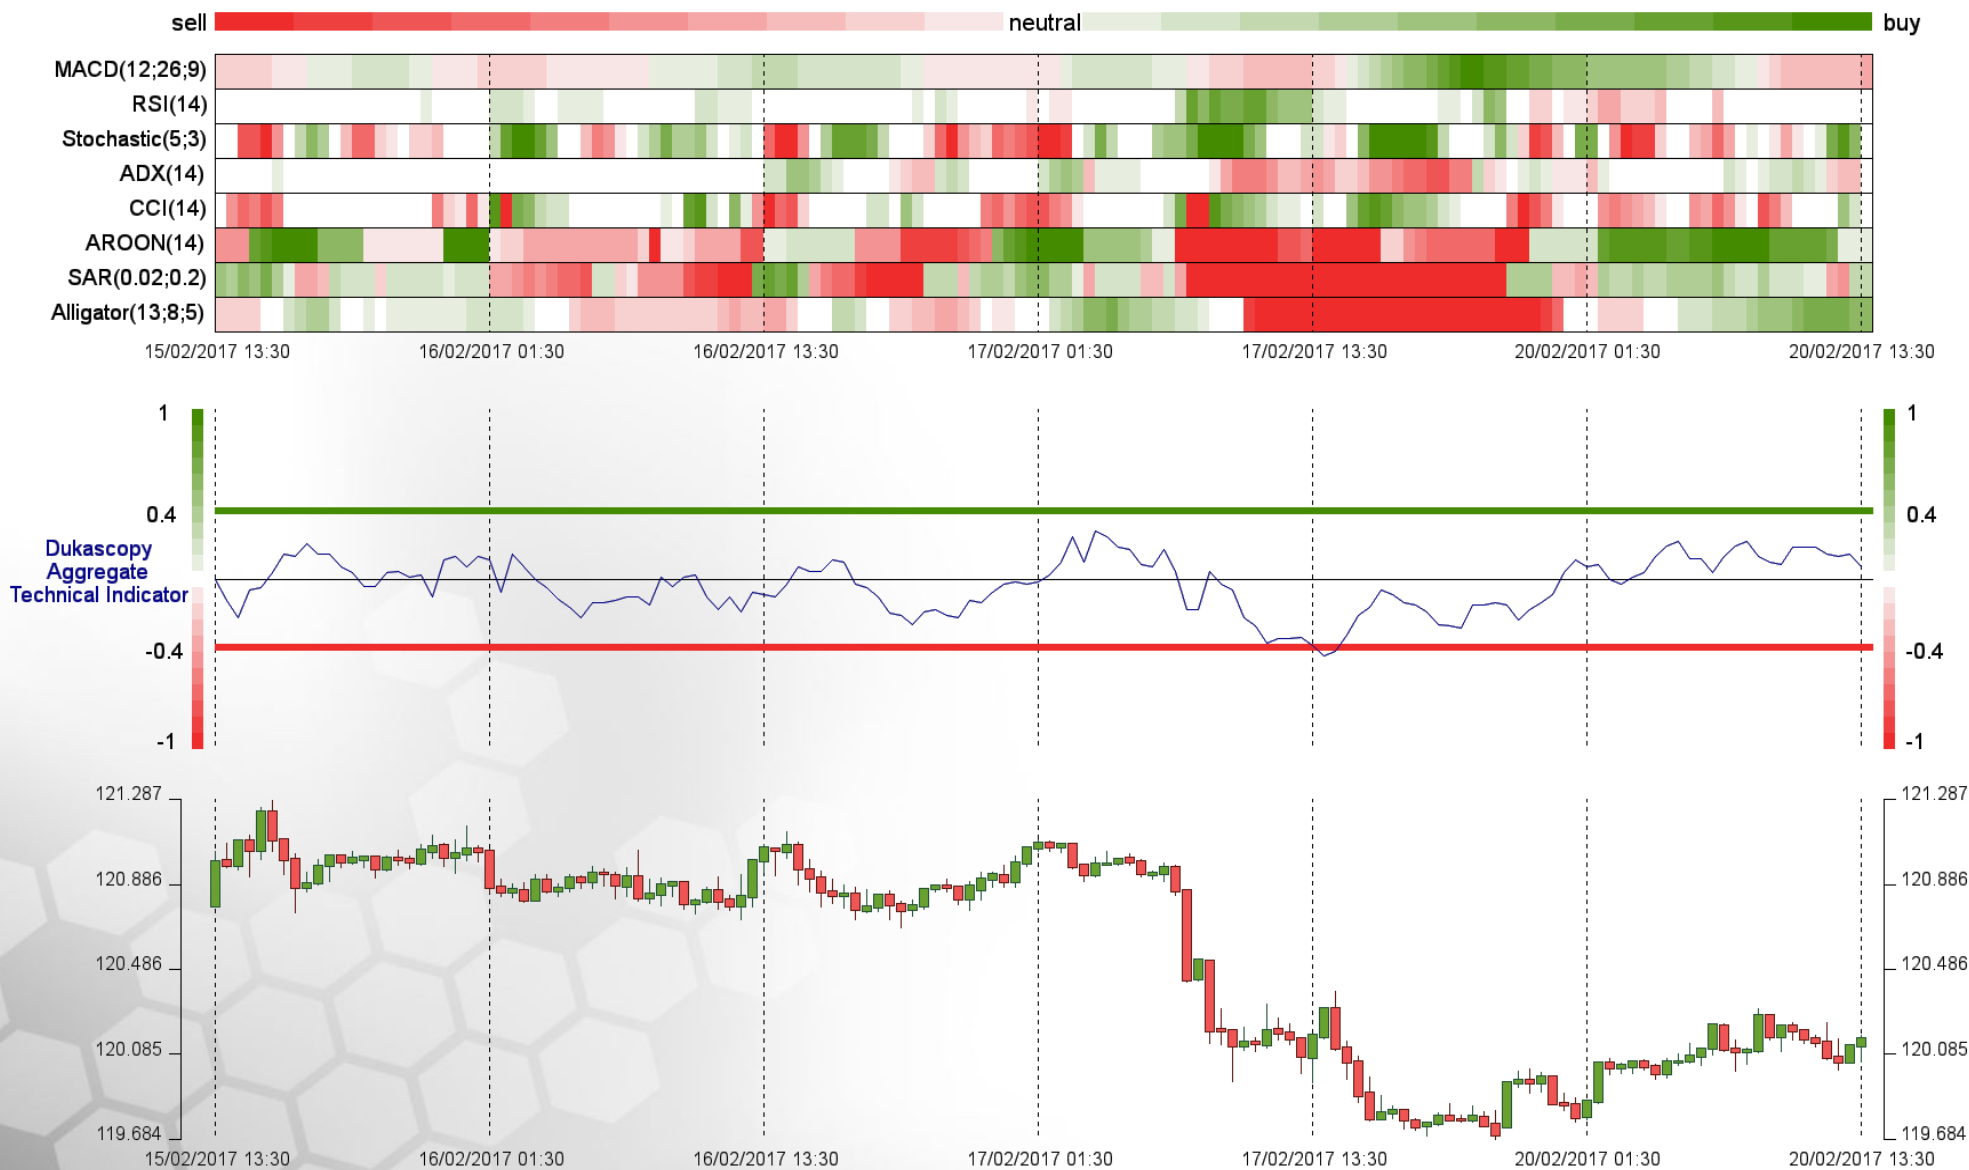 sell neutral buy
MACD(12;26;9)
RSI(14)
Stochastic(5;3)
ADX(14)
CCI(14)
AROON(14)
SAR(0.02;0.2)
Alligator(13;8;5)
15/02/2017 13:30 16/02/2017 01:30 16/02/2017 13:30 17/02/2017 01:30 17/02/2017 13:30 20/02/2017 01:30 20/02/2017 13:30
1 1
0.4 0.4
Dukascopy
Aggregate
Technical Indicator
-0.4 -0.4
-1 -1
121.287 121.287
120.886 120.886
120.486 120.486
120.085 120.085
119.684 119.684
15/02/2017 13:30 16/02/2017 01:30 16/02/2017 13:30 17/02/2017 01:30 17/02/2017 13:30 20/02/2017 01:30 20/02/2017 13:30